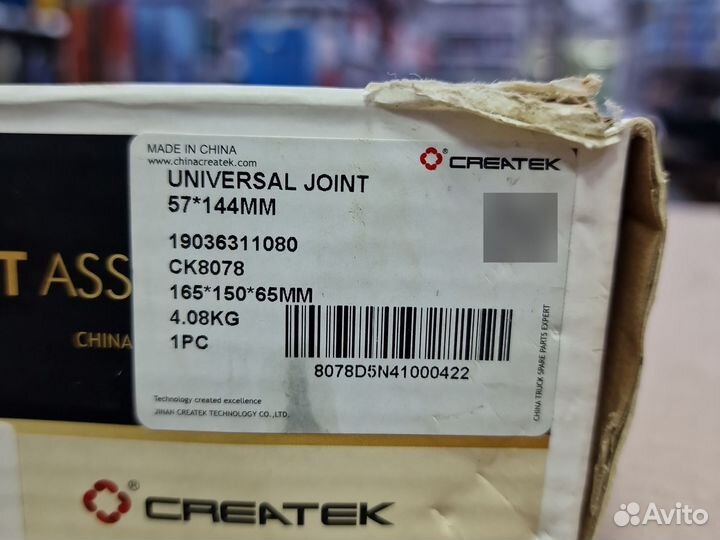 MADE IN CHINA
www.chinacreatek.com
CREATEK®
UNIVERSAL JOINT
57*144MM
19036311080
CK8078
165*150*65MM
4.08KG
1PC
8078D5N41000422
CHINA TRUCK SPARE PARTS EXPERT
Technology created excellence
JINAN CREATEK TECHNOLOGY CO.,LTD.
T ASS
CHINA
CREATEK®
Avito